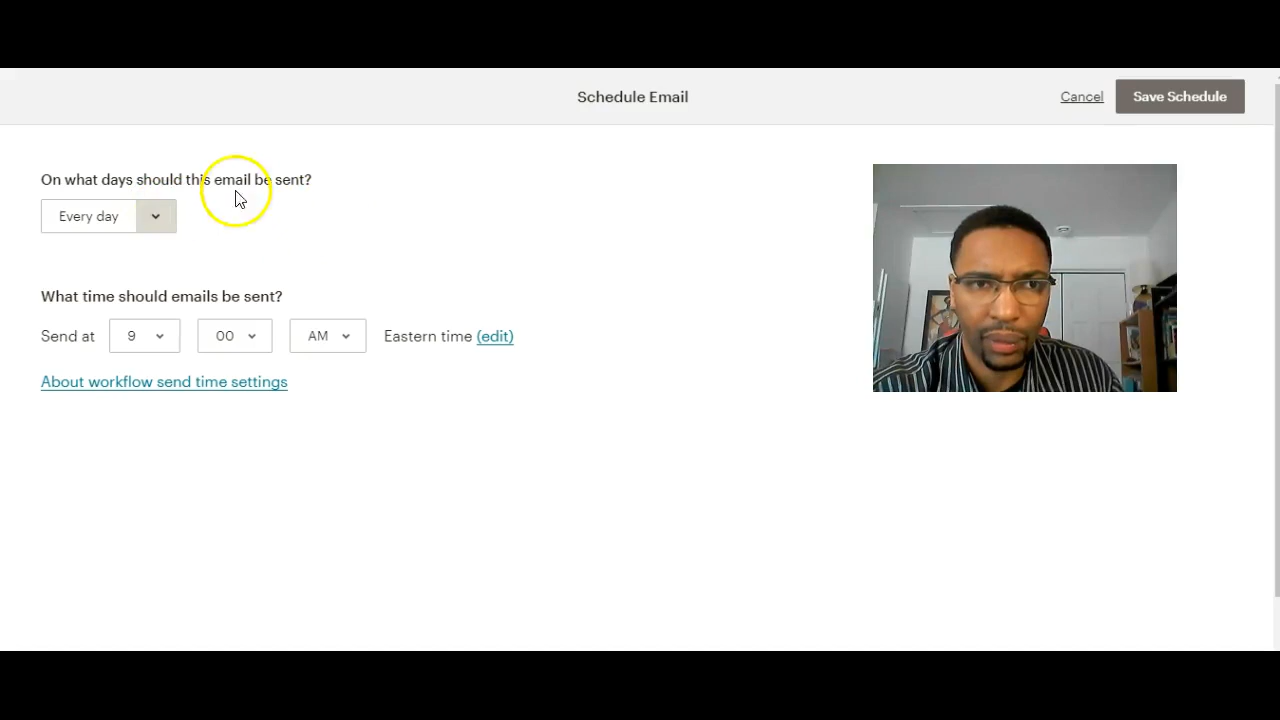 Schedule Email
Cancel
Save Schedule
On what days should this email be sent?
Every day
What time should emails be sent?
Send at 9 00 AM Eastern time (edit)
About workflow send time settings